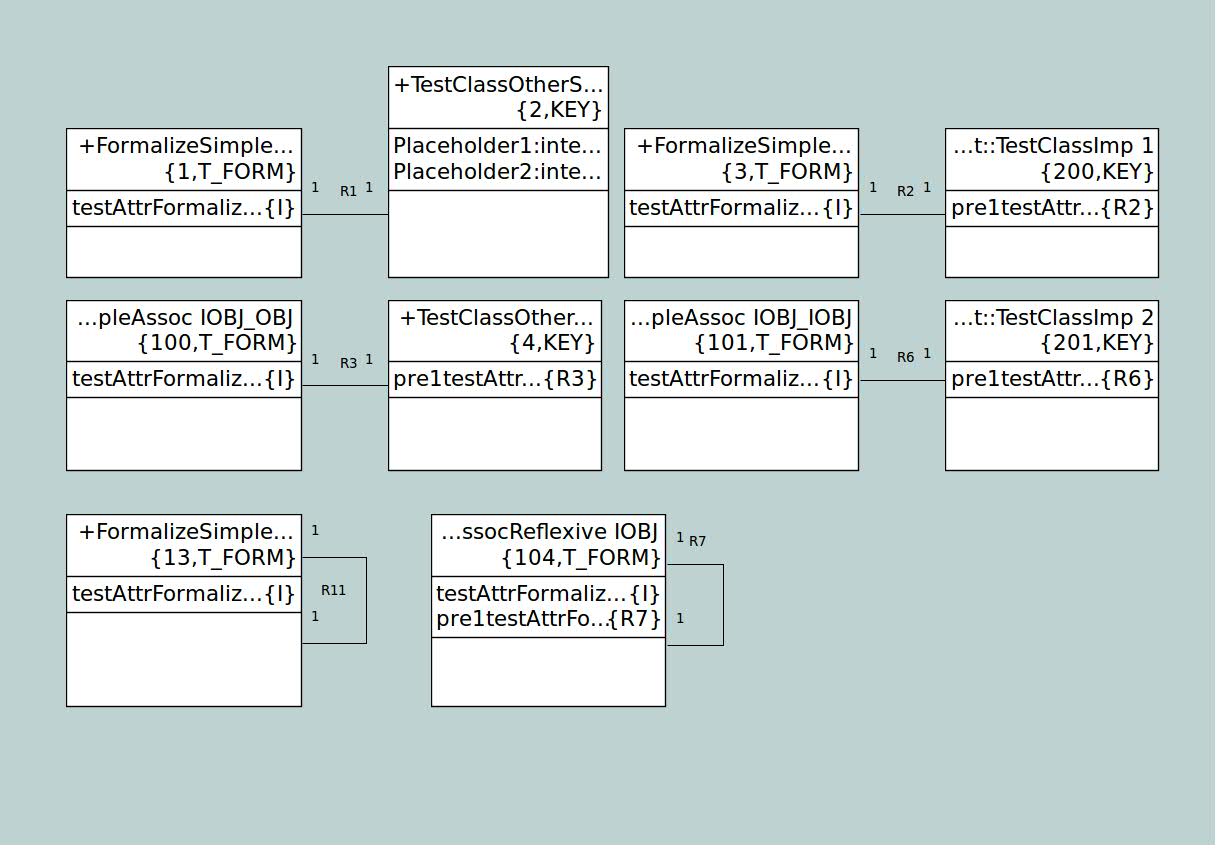 +TestClassOtherS...
{2,KEY}
Placeholder1:inte...
Placeholder2:inte...
+FormalizeSimple...
{1,T_FORM}
testAttrFormaliz...{I}
1 R1 1
+FormalizeSimple...
{3,T_FORM}
testAttrFormaliz...{I}
1 R2 1
...t::TestClassImp 1
{200,KEY}
pre1testAttr...{R2}
...pleAssoc IOBJ_OBJ
{100,T_FORM}
testAttrFormaliz...{I}
1 R3 1
+TestClassOther...
{4,KEY}
pre1testAttr...{R3}
...pleAssoc IOBJ_IOBJ
{101,T_FORM}
testAttrFormaliz...{I}
1 R6 1
...t::TestClassImp 2
{201,KEY}
pre1testAttr...{R6}
+FormalizeSimple...
{13,T_FORM}
testAttrFormaliz...{I}
1
R11
1
...ssocReflexive IOBJ
{104,T_FORM}
testAttrFormaliz...{I}
pre1testAttrFo...{R7}
1 R7
1